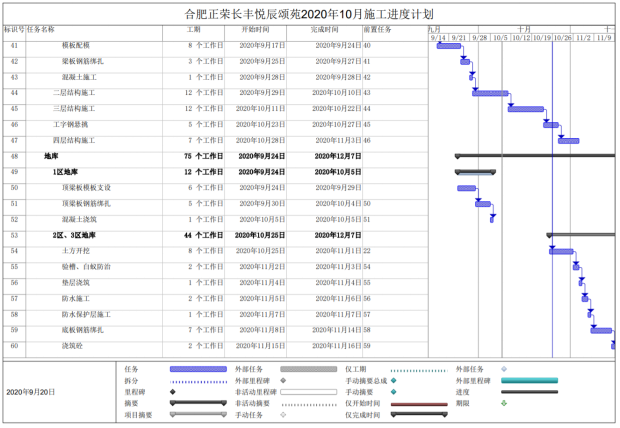 合肥正荣长丰悦辰颂苑2020年10月施工进度计划
标识号 任务名称 工期 开始时间 完成时间 前置任务 九月 十月 十一
9/14 9/21 9/28 10/5 10/12 10/19 10/26 11/2 11/9
41 模板配模 8 个工作日 2020年9月17日 2020年9月24日 40
42 梁板钢筋绑扎 3 个工作日 2020年9月25日 2020年9月27日 41
43 混凝土施工 1 个工作日 2020年9月28日 2020年9月28日 42
44 二层结构施工 12 个工作日 2020年9月29日 2020年10月10日 43
45 三层结构施工 12 个工作日 2020年10月11日 2020年10月22日 44
46 工字钢悬挑 5 个工作日 2020年10月23日 2020年10月27日 45
47 四层结构施工 7 个工作日 2020年10月28日 2020年11月3日 46
48 地库 75 个工作日 2020年9月24日 2020年12月7日
49 1区地库 12 个工作日 2020年9月24日 2020年10月5日
50 顶梁板模板支设 6 个工作日 2020年9月24日 2020年9月29日
51 顶梁板钢筋绑扎 5 个工作日 2020年9月30日 2020年10月4日 50
52 混凝土浇筑 1 个工作日 2020年10月5日 2020年10月5日 51
53 2区、3区地库 44 个工作日 2020年10月25日 2020年12月7日
54 土方开挖 8 个工作日 2020年10月25日 2020年11月1日 22
55 验槽、白蚁防治 2 个工作日 2020年11月2日 2020年11月3日 54
56 垫层浇筑 1 个工作日 2020年11月4日 2020年11月4日 55
57 防水施工 2 个工作日 2020年11月5日 2020年11月6日 56
58 防水保护层施工 1 个工作日 2020年11月7日 2020年11月7日 57
59 底板钢筋绑扎 7 个工作日 2020年11月8日 2020年11月14日 58
60 浇筑砼 2 个工作日 2020年11月15日 2020年11月16日 59
2020年9月20日
任务 外部任务 仅工期 外部任务
拆分 外部里程碑 手动摘要总成 外部里程碑
里程碑 非活动里程碑 手动摘要 进度
摘要 非活动摘要 仅开始时间 期限
项目摘要 手动任务 仅完成时间